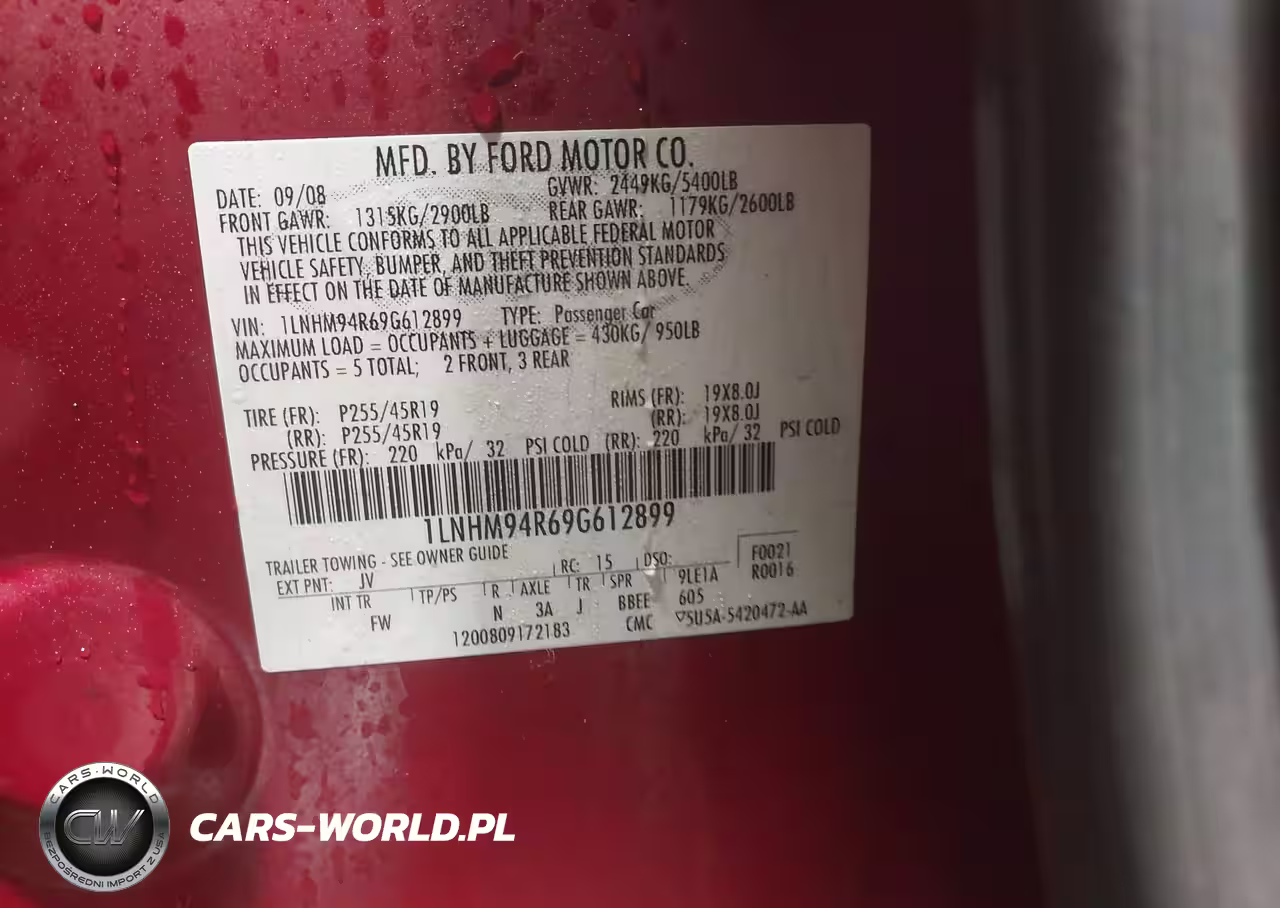 MFD. BY FORD MOTOR CO.
DATE: 09/08 GVWR: 2449KG/5400LB
FRONT GAWR: 1315KG/2900LB REAR GAWR: 1179KG/2600LB
THIS VEHICLE CONFORMS TO ALL APPLICABLE FEDERAL MOTOR
VEHICLE SAFETY, BUMPER, AND THEFT PREVENTION STANDARDS
IN EFFECT ON THE DATE OF MANUFACTURE SHOWN ABOVE.
VIN: 1LNHM94R69G612899 TYPE: Passenger Car
MAXIMUM LOAD = OCCUPANTS + LUGGAGE = 430KG/ 950LB
OCCUPANTS = 5 TOTAL; 2 FRONT, 3 REAR
TIRE (FR): P255/45R19 RIMS (FR): 19X8.0J
(RR): P255/45R19 (RR): 19X8.0J
PRESSURE (FR): 220 kPa/ 32 PSI COLD (RR): 220 kPa/ 32 PSI COLD
1LNHM94R69G612899
TRAILER TOWING - SEE OWNER GUIDE
EXT PNT: JV RC: 15 DSO: F0021
INT TR TP/PS R AXLE TR SPR 9LE1A R0016
FW N 3A J BBEE 605
1200809172183 CMC ▽5U5A-5420472-AA
CARS-WORLD
CW
BEZPOŚREDNI IMPORT Z USA
CARS-WORLD.PL